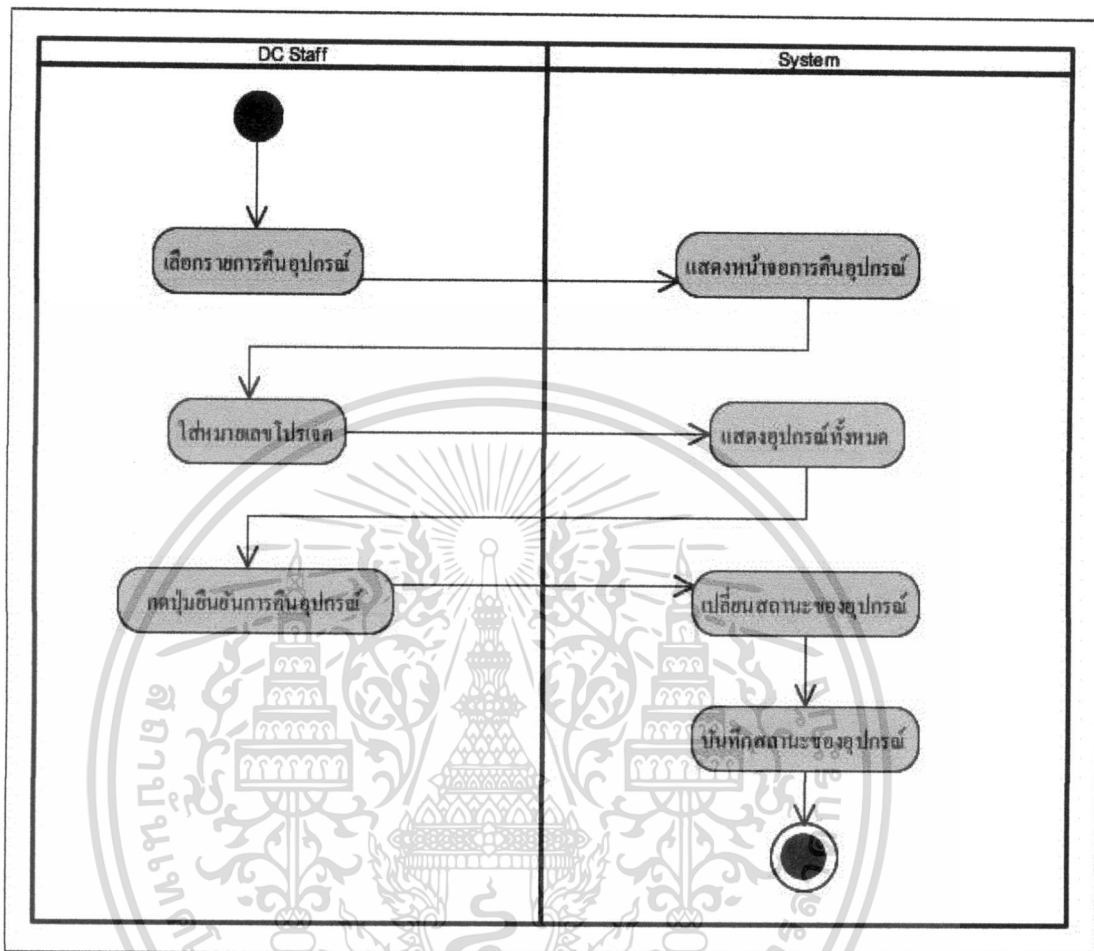 DC Staff
System
เลือกรายการคืนอุปกรณ์
แสดงหน้าจอการคืนอุปกรณ์
ใส่หมายเลขโปรเจค
แสดงอุปกรณ์ทั้งหมด
กดปุ่มยืนยันการคืนอุปกรณ์
เปลี่ยนสถานะของอุปกรณ์
บันทึกสถานะของอุปกรณ์